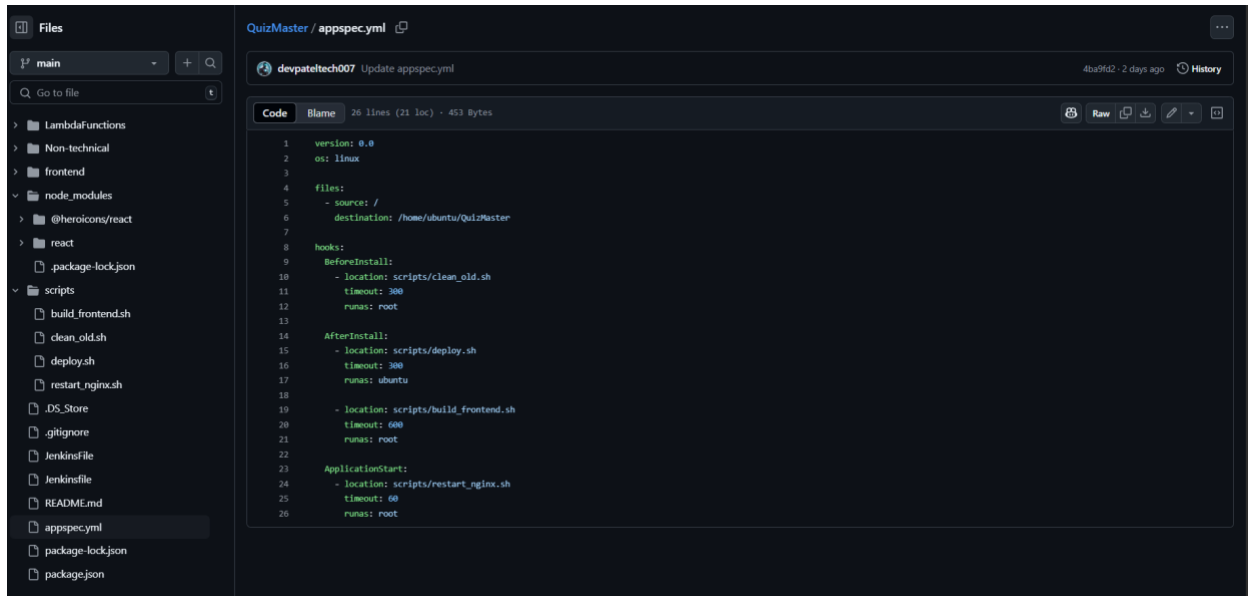 Files
main
Go to file
t
LambdaFunctions
Non-technical
frontend
node_modules
@heroicons/react
react
.package-lock.json
scripts
build_frontend.sh
clean_old.sh
deploy.sh
restart_nginx.sh
.DS_Store
.gitignore
JenkinsFile
Jenkinsfile
README.md
appspec.yml
package-lock.json
package.json
QuizMaster / appspec.yml
devpateltech007 Update appspec.yml
4ba9fd2 · 2 days ago History
Code Blame 26 lines (21 loc) · 453 Bytes
Raw
1 version: 0.0
2 os: linux
3
4 files:
5 - source: /
6 destination: /home/ubuntu/QuizMaster
7
8 hooks:
9 BeforeInstall:
10 - location: scripts/clean_old.sh
11 timeout: 300
12 runas: root
13
14 AfterInstall:
15 - location: scripts/deploy.sh
16 timeout: 300
17 runas: ubuntu
18
19 - location: scripts/build_frontend.sh
20 timeout: 600
21 runas: root
22
23 ApplicationStart:
24 - location: scripts/restart_nginx.sh
25 timeout: 60
26 runas: root